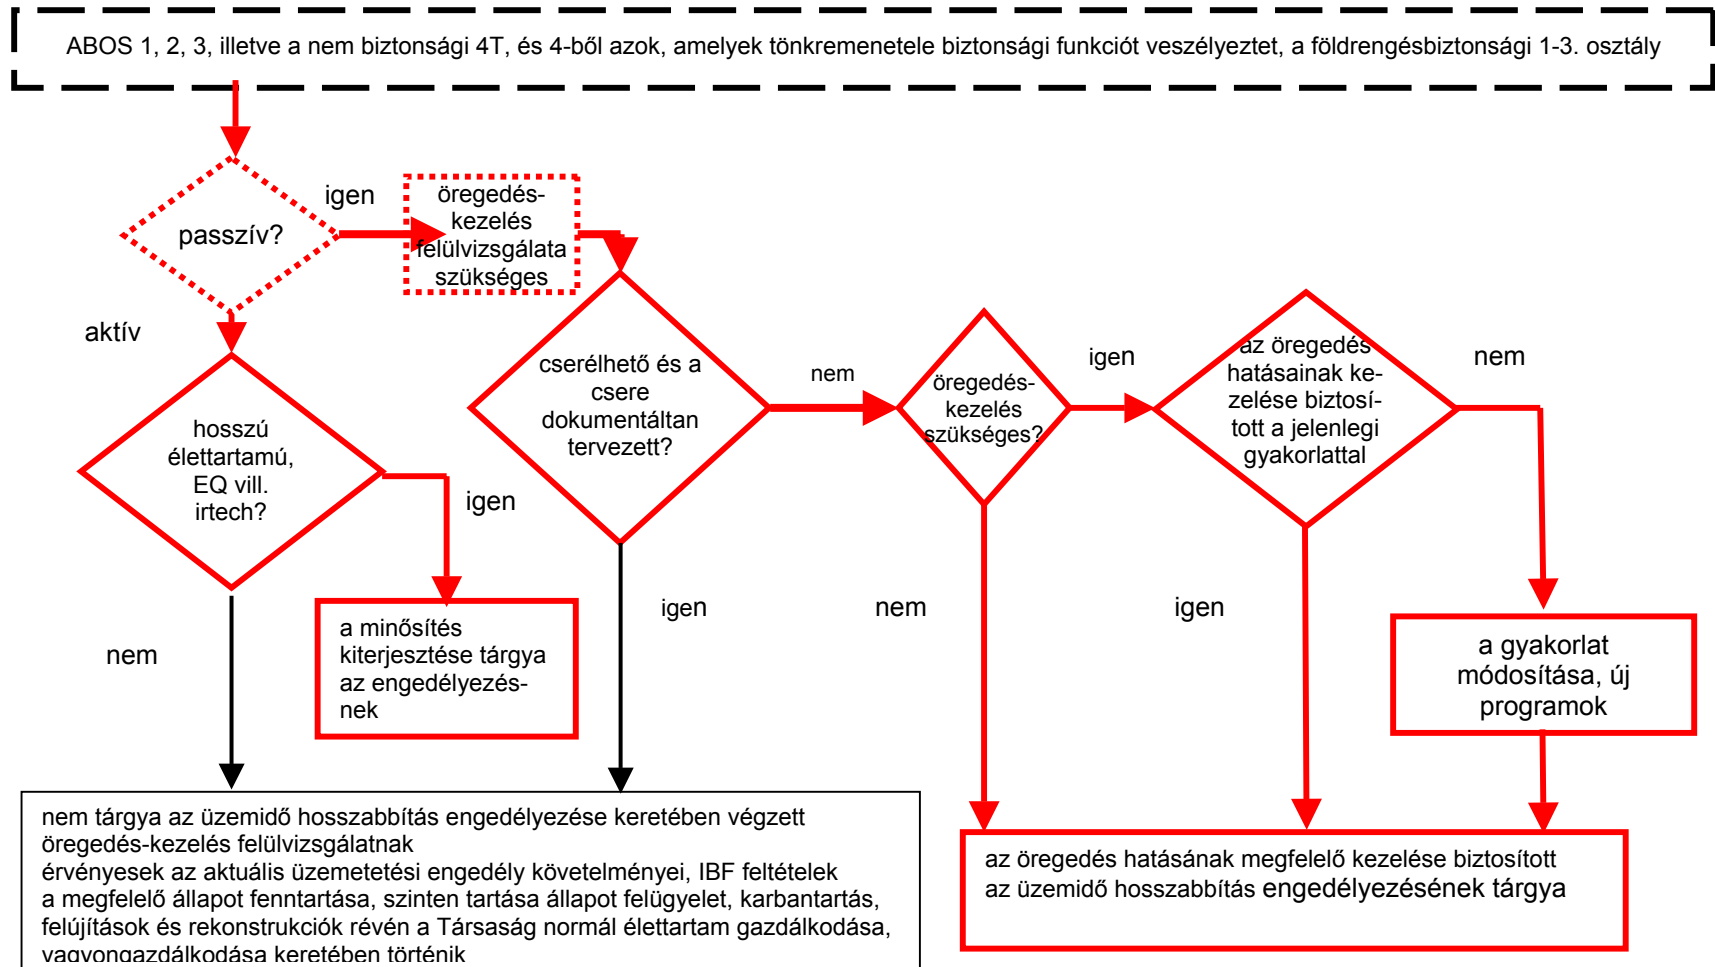 ABOS 1, 2, 3, illetve a nem biztonsági 4T, és 4-ből azok, amelyek tönkremenetele biztonsági funkciót veszélyeztet, a földrengésbiztonsági 1-3. osztály
passzív?
igen
öregedés-
kezelés
felülvizsgálata
szükséges
aktív
hosszú
élettartamú,
EQ vill.
irtech?
igen
nem
a minősítés
kiterjesztése tárgya
az engedélyezés-
nek
cserélhető és a
csere
dokumentáltan
tervezett?
nem
igen
öregedés-
kezelés
szükséges?
igen
nem
az öregedés
hatásainak ke-
zelése biztosí-
tott a jelenlegi
gyakorlattal
nem
igen
a gyakorlat
módosítása, új
programok
nem tárgya az üzemidő hosszabbítás engedélyezése keretében végzett
öregedés-kezelés felülvizsgálatnak
érvényesek az aktuális üzemetetési engedély követelményei, IBF feltételek
a megfelelő állapot fenntartása, szinten tartása állapot felügyelet, karbantartás,
felújítások és rekonstrukciók révén a Társaság normál élettartam gazdálkodása,
vagyongazdálkodása keretében történik
az öregedés hatásának megfelelő kezelése biztosított
az üzemidő hosszabbítás engedélyezésének tárgya